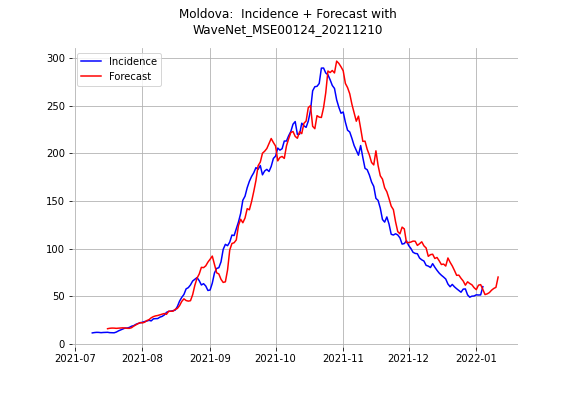 Moldova:  Incidence + Forecast with
WaveNet_MSE00124_20211210
Incidence
Forecast
300
250
200
150
100
50
0
2021-07 2021-08 2021-09 2021-10 2021-11 2021-12 2022-01